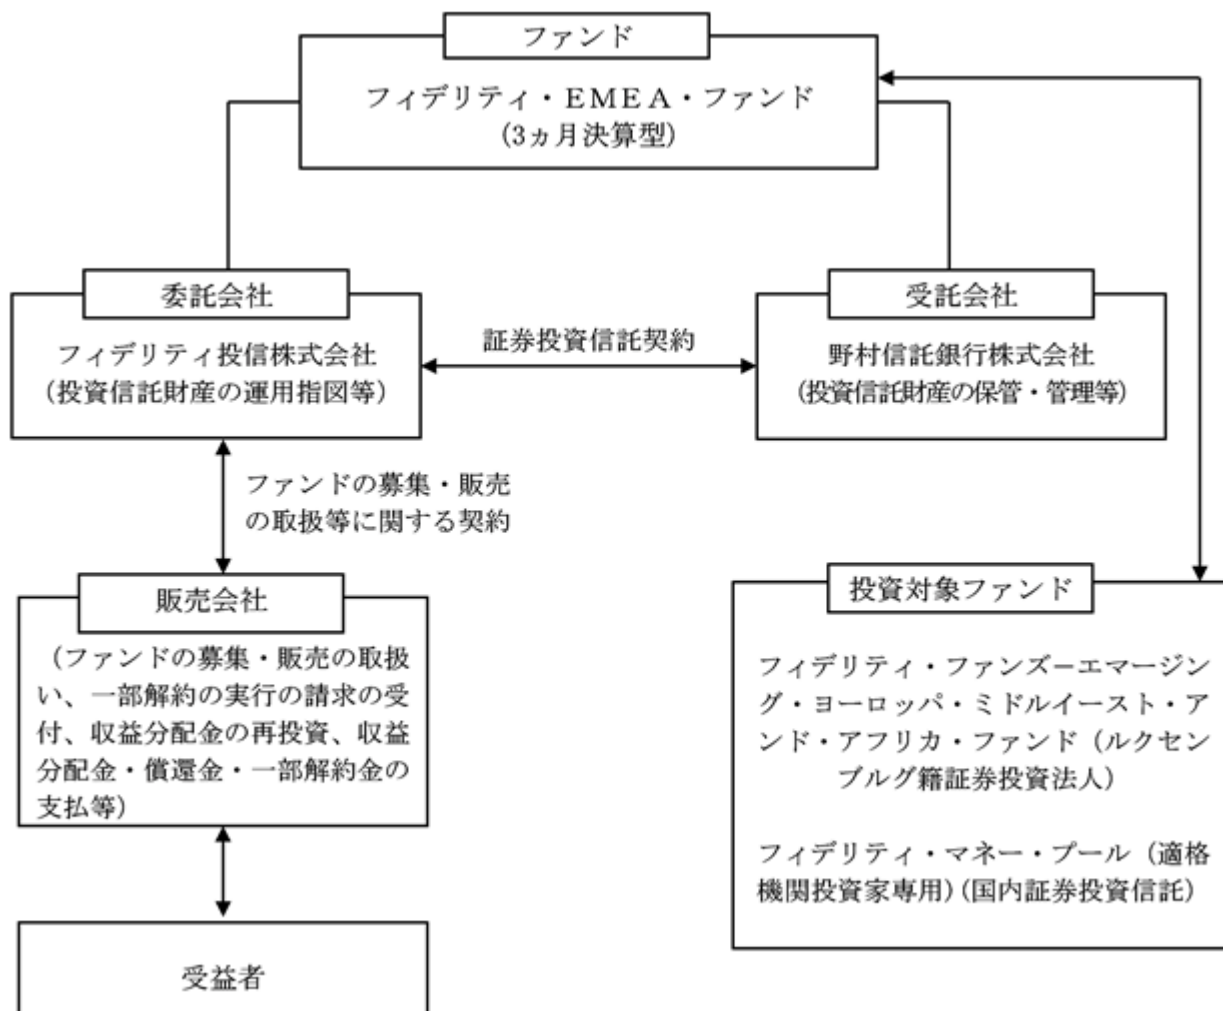 ファンド
フィデリティ・ＥＭＥＡ・ファンド
(3ヵ月決算型)
委託会社
フィデリティ投信株式会社
(投資信託財産の運用指図等)
証券投資信託契約
受託会社
野村信託銀行株式会社
(投資信託財産の保管・管理等)
ファンドの募集・販売
の取扱等に関する契約
販売会社
（ファンドの募集・販売の取扱
い、一部解約の実行の請求の受
付、収益分配金の再投資、収益
分配金・償還金・一部解約金の
支払等）
投資対象ファンド
フィデリティ・ファンズ－エマージン
グ・ヨーロッパ・ミドルイースト・ア
ンド・アフリカ・ファンド（ルクセン
ブルグ籍証券投資法人）
フィデリティ・マネー・プール（適格
機関投資家専用）(国内証券投資信託）
受益者